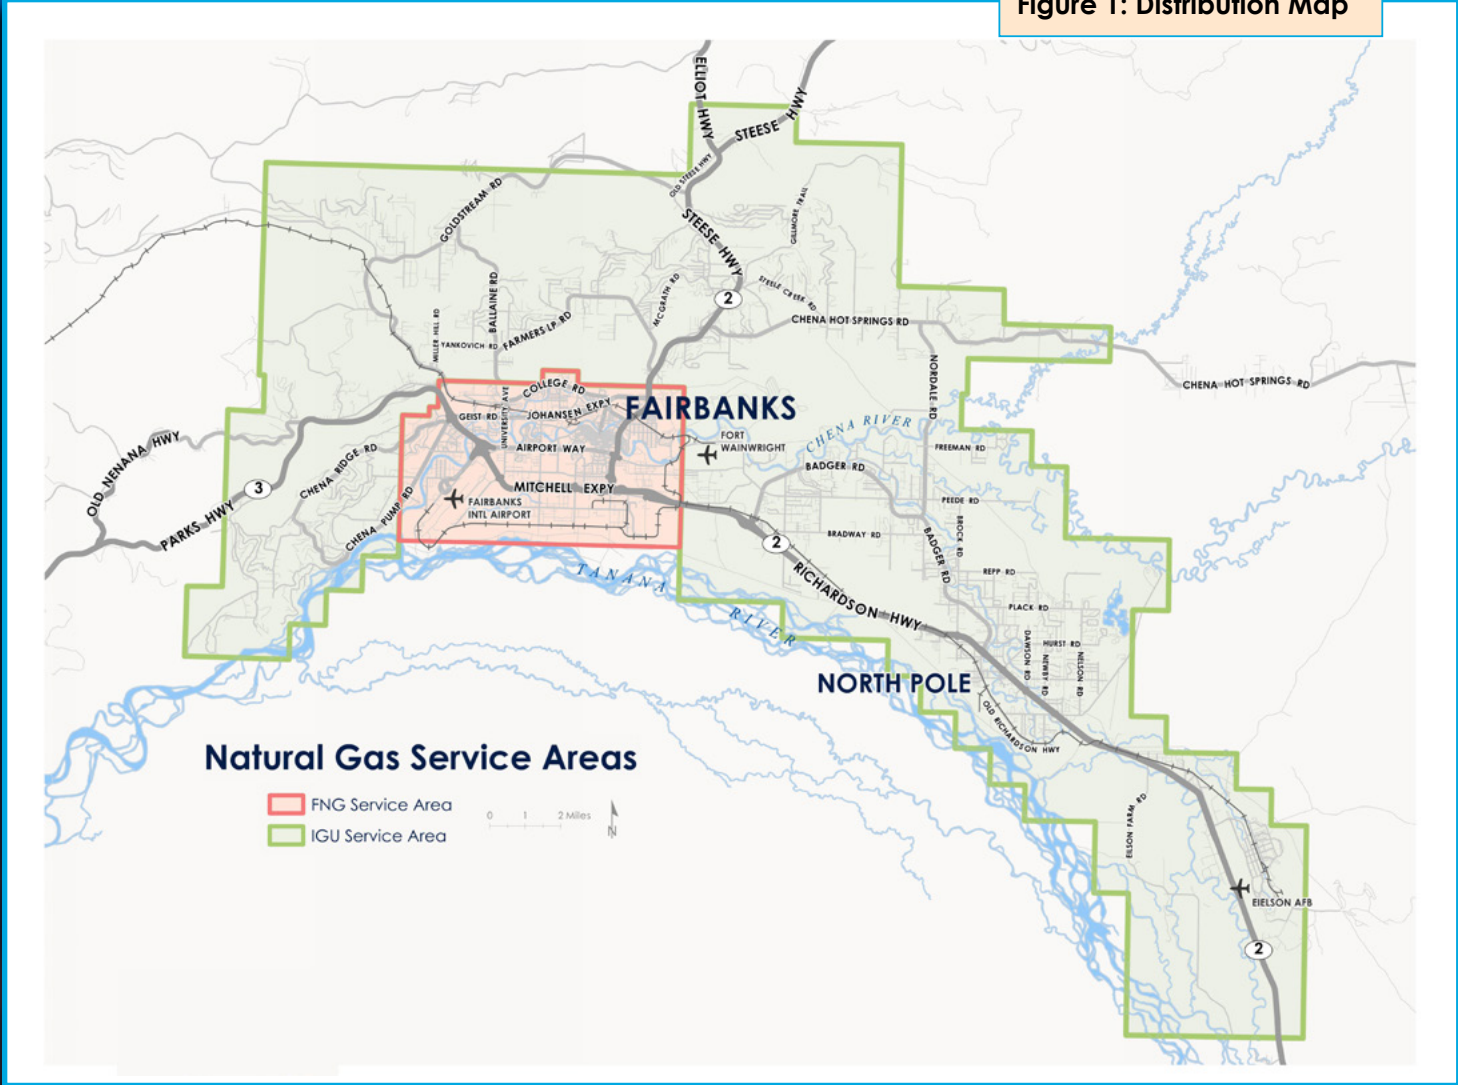 Figure 1: Distribution Map
ELLIOT HWY
STEESE HWY
OLD STEESE HWY
GOLDSTREAM RD
STEESE HWY
GILLMORE TRAIL
BALLAINE RD
MCGRATH RD
STEELE CREEK RD
2
MILLER HILL RD
YANKOVICH RD
FARMERS LP RD
CHENA HOT SPRINGS RD
NORDALE RD
CHENA HOT SPRINGS RD
COLLEGE RD
UNIVERSITY AVE
GEIST RD
JOHANSEN EXPY
FAIRBANKS
CHENA RIVER
FORT
WAINWRIGHT
OLD NENANA HWY
CHENA RIDGE RD
AIRPORT WAY
FREEMAN RD
BADGER RD
3
PARKS HWY
CHENA PUMP RD
MITCHELL EXPY
FAIRBANKS
INTL AIRPORT
PEEDE RD
BROCK RD
BRADWAY RD
BADGER RD
2
TANANA
RIVER
RICHARDSON HWY
REPP RD
PLACK RD
HURST RD
DAWSON RD
NEWBY RD
NELSON RD
NORTH POLE
OLD RICHARDSON HWY
Natural Gas Service Areas
FNG Service Area
IGU Service Area
0 1 2 Miles
N
EILSON FARM RD
EIELSON AFB
2